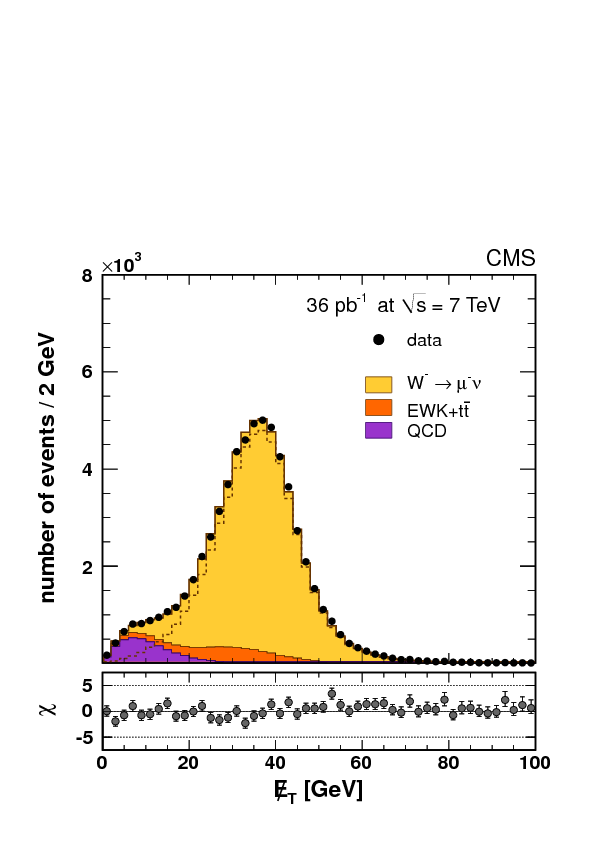 CMS
×10³
8
36 pb⁻¹ at √s = 7 TeV
data
6
W⁻ → μ⁻ν
EWK+tt̅
QCD
4
2
number of events / 2 GeV
5
0
-5
χ
0 20 40 60 80 100
E̸T [GeV]